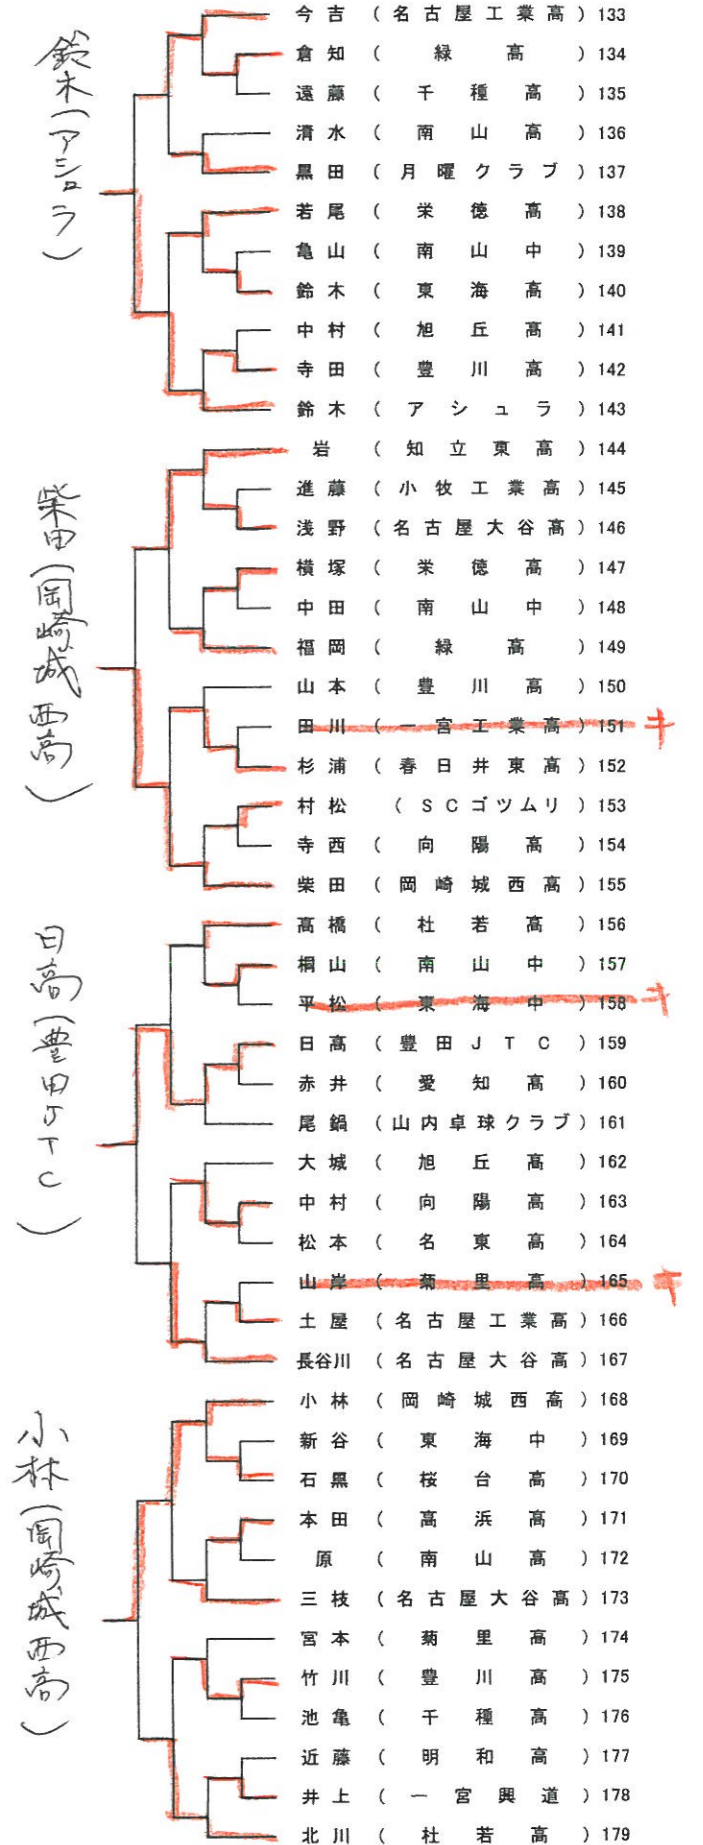 今吉 (名古屋工業高) 133
倉知 (緑高) 134
遠藤 (千種高) 135
清水 (南山高) 136
黒田 (月曜クラブ) 137
若尾 (栄徳高) 138
亀山 (南山中) 139
鈴木 (東海高) 140
中村 (旭丘高) 141
寺田 (豊川高) 142
鈴木 (アシュラ) 143
鈴木(アシュラ)
岩 (知立東高) 144
進藤 (小牧工業高) 145
浅野 (名古屋大谷高) 146
横塚 (栄徳高) 147
中田 (南山中) 148
福岡 (緑高) 149
山本 (豊川高) 150
田川 (一宮工業高) 151 キ
杉浦 (春日井東高) 152
村松 (SCゴツムリ) 153
寺西 (向陽高) 154
柴田 (岡崎城西高) 155
柴田(岡崎城西高)
高橋 (杜若高) 156
桐山 (南山中) 157
平松 (東海中) 158 キ
日高 (豊田JTC) 159
赤井 (愛知高) 160
尾鍋 (山内卓球クラブ) 161
大城 (旭丘高) 162
中村 (向陽高) 163
松本 (名東高) 164
山岸 (菊里高) 165 キ
土屋 (名古屋工業高) 166
長谷川 (名古屋大谷高) 167
日高(豊田JTC)
小林 (岡崎城西高) 168
新谷 (東海中) 169
石黒 (桜台高) 170
本田 (高浜高) 171
原 (南山高) 172
三枝 (名古屋大谷高) 173
宮本 (菊里高) 174
竹川 (豊川高) 175
池亀 (千種高) 176
近藤 (明和高) 177
井上 (一宮興道) 178
北川 (杜若高) 179
小林(岡崎城西高)